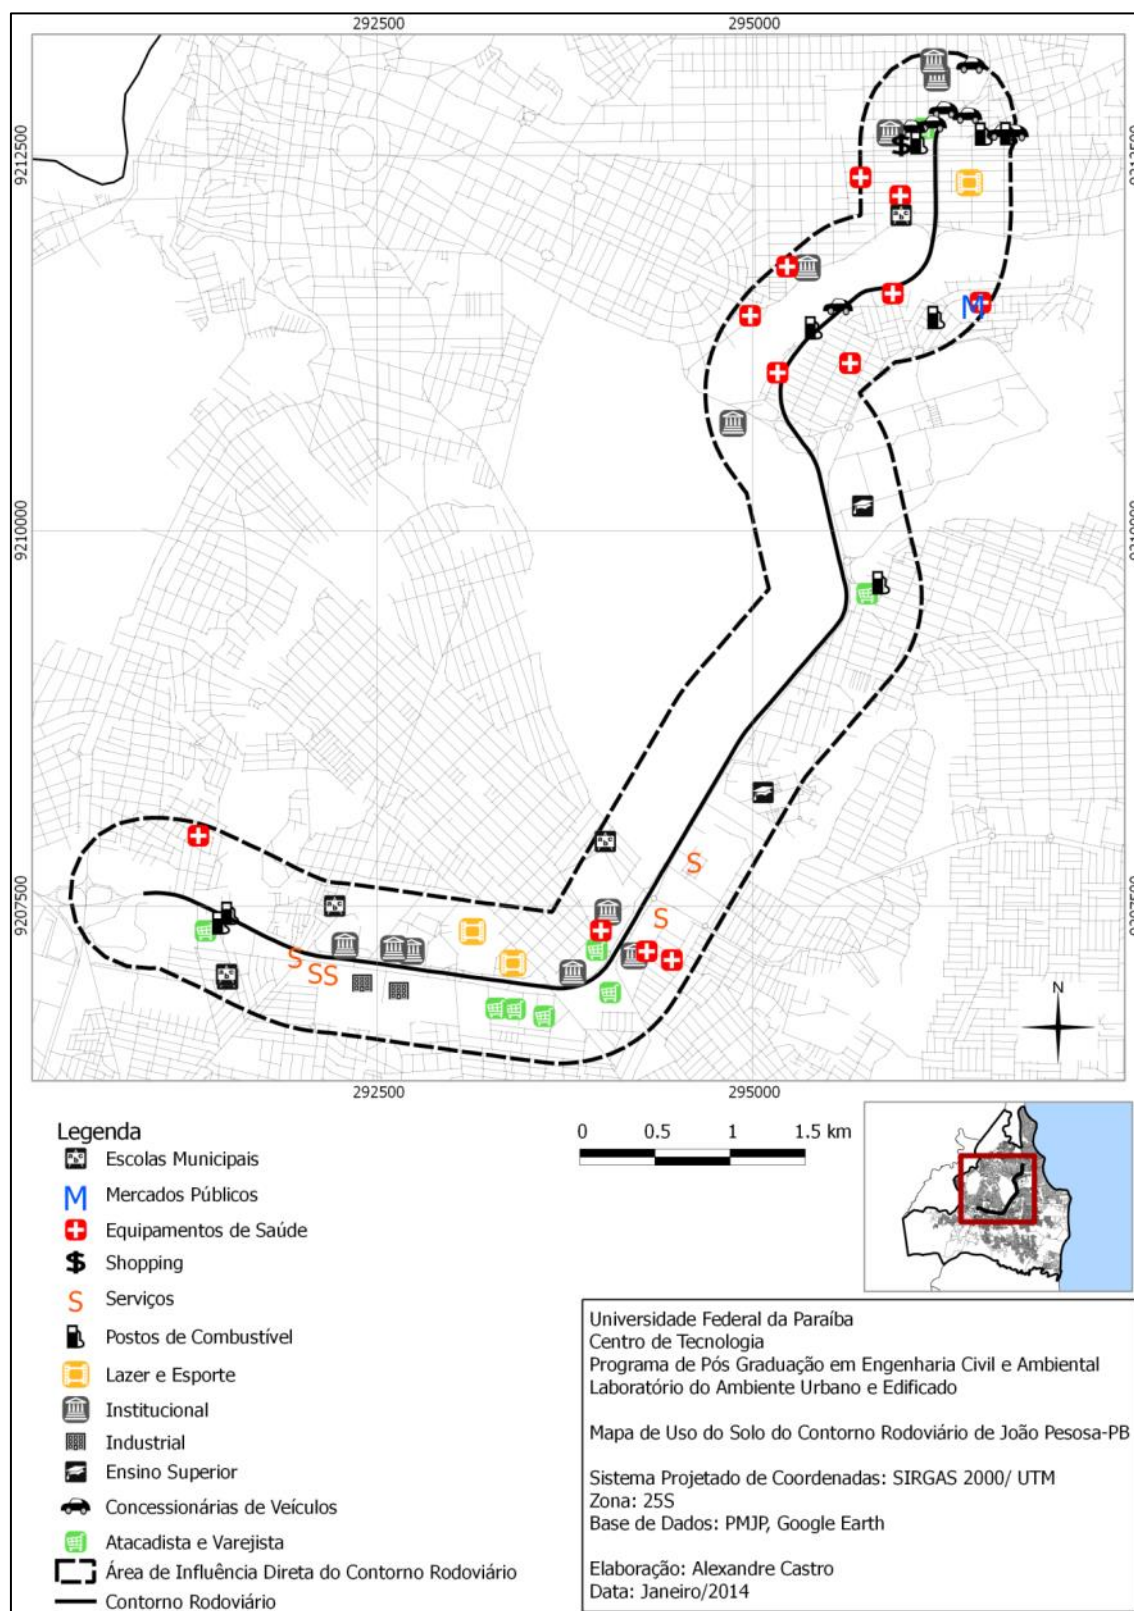 292500 295000
9212500 9212500
M
9210000 9210000
S
9207500 9207500
S
S
SS
N
292500 295000
Legenda
Escolas Municipais
M Mercados Públicos
Equipamentos de Saúde
$ Shopping
S Serviços
Postos de Combustível
Lazer e Esporte
Institucional
Industrial
Ensino Superior
Concessionárias de Veículos
Atacadista e Varejista
Área de Influência Direta do Contorno Rodoviário
Contorno Rodoviário
0 0.5 1 1.5 km
Universidade Federal da Paraíba
Centro de Tecnologia
Programa de Pós Graduação em Engenharia Civil e Ambiental
Laboratório do Ambiente Urbano e Edificado
Mapa de Uso do Solo do Contorno Rodoviário de João Pesosa-PB
Sistema Projetado de Coordenadas: SIRGAS 2000/ UTM
Zona: 25S
Base de Dados: PMJP, Google Earth
Elaboração: Alexandre Castro
Data: Janeiro/2014